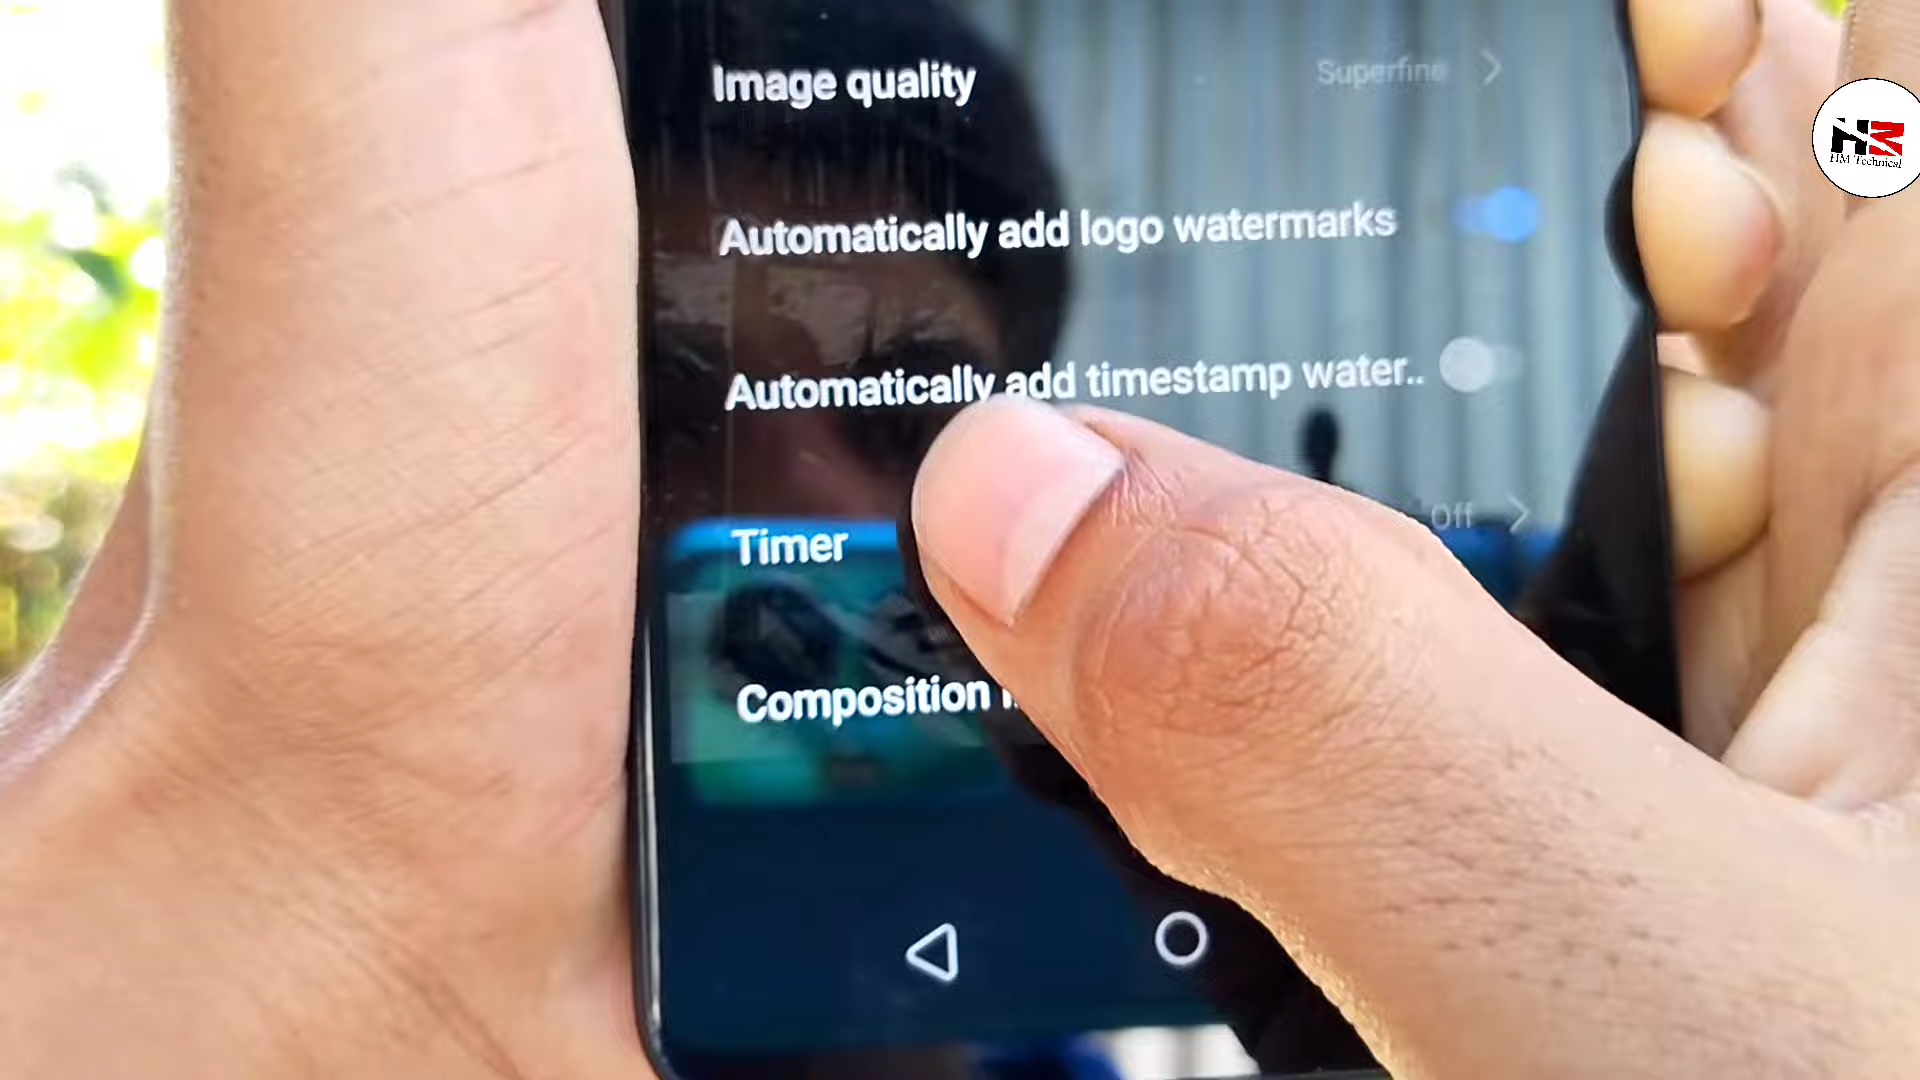 Image quality
Superfine
Automatically add logo watermarks
Automatically add timestamp water..
Timer
Off
Composition
HM Technical